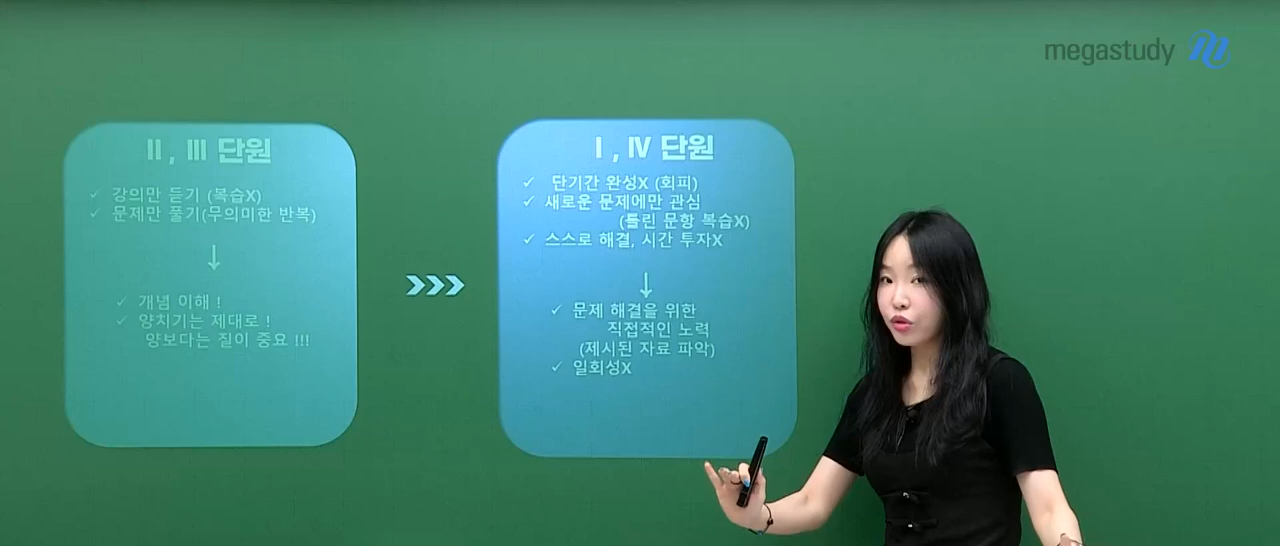 megastudy
Ⅱ, Ⅲ 단원
✓ 강의만 듣기 (복습X)
✓ 문제만 풀기(무의미한 반복)
↓
✓ 개념 이해 !
✓ 양치기는 제대로 !
양보다는 질이 중요 !!!
Ⅰ, Ⅳ 단원
✓ 단기간 완성X (회피)
✓ 새로운 문제에만 관심
(틀린 문항 복습X)
✓ 스스로 해결, 시간 투자X
↓
✓ 문제 해결을 위한
직접적인 노력
(제시된 자료 파악)
✓ 일회성X